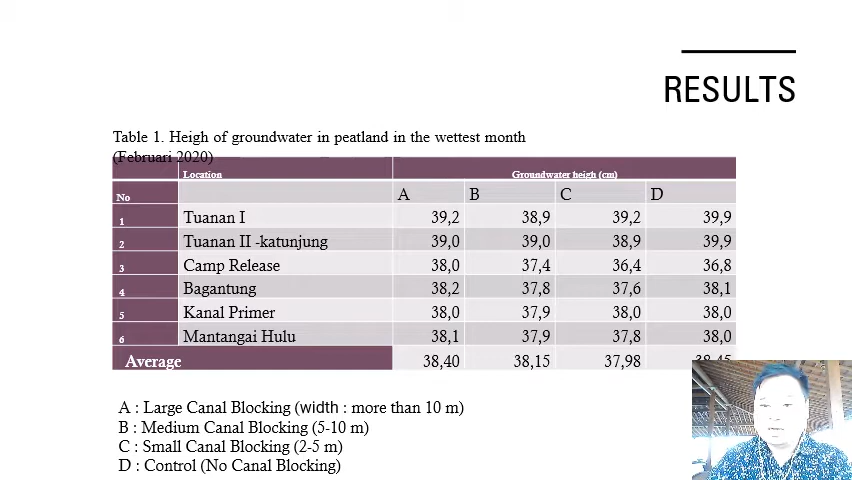 RESULTS
Table 1. Heigh of groundwater in peatland in the wettest month
(Februari 2020)
Location Groundwater heigh (cm)
No A B C D
1 Tuanan I 39,2 38,9 39,2 39,9
2 Tuanan II -katunjung 39,0 39,0 38,9 39,9
3 Camp Release 38,0 37,4 36,4 36,8
4 Bagantung 38,2 37,8 37,6 38,1
5 Kanal Primer 38,0 37,9 38,0 38,0
6 Mantangai Hulu 38,1 37,9 37,8 38,0
Average 38,40 38,15 37,98 38,45
A : Large Canal Blocking (width : more than 10 m)
B : Medium Canal Blocking (5-10 m)
C : Small Canal Blocking (2-5 m)
D : Control (No Canal Blocking)